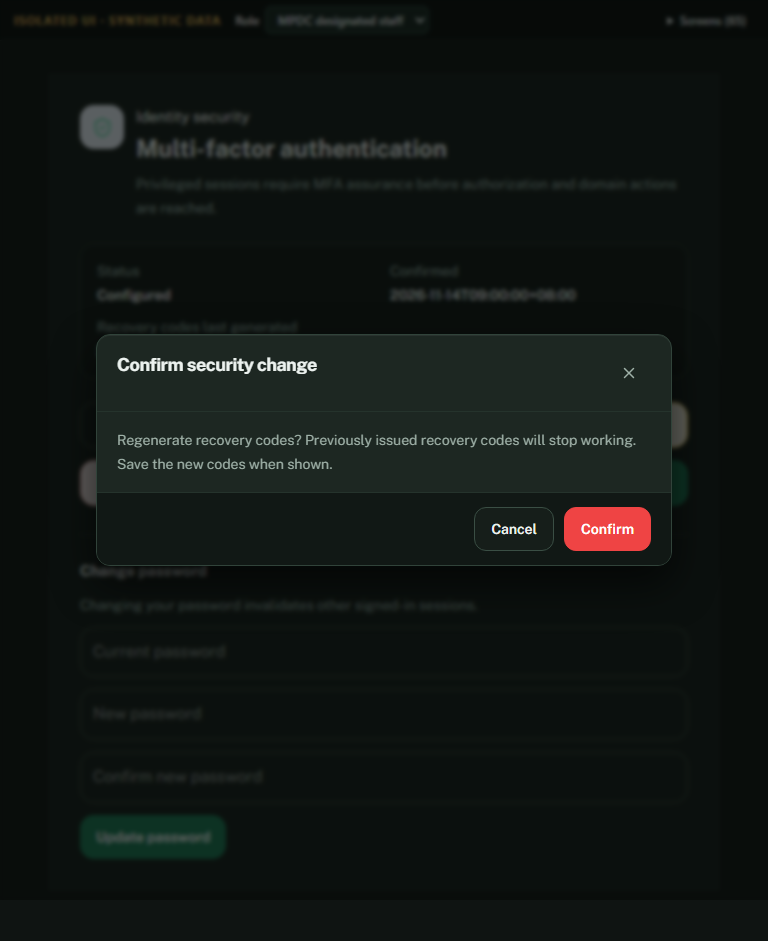 ISOLATED UI - SYNTHETIC DATA Role MPDC designated staff Screens (65)
Identity security
Multi-factor authentication
Privileged sessions require MFA assurance before authorization and domain actions
are reached.
Status Confirmed
Configured 2026-11-14T09:00:00+08:00
Recovery codes last generated
Confirm security change
Regenerate recovery codes? Previously issued recovery codes will stop working.
Save the new codes when shown.
Cancel Confirm
Change password
Changing your password invalidates other signed-in sessions.
Current password
New password
Confirm new password
Update password